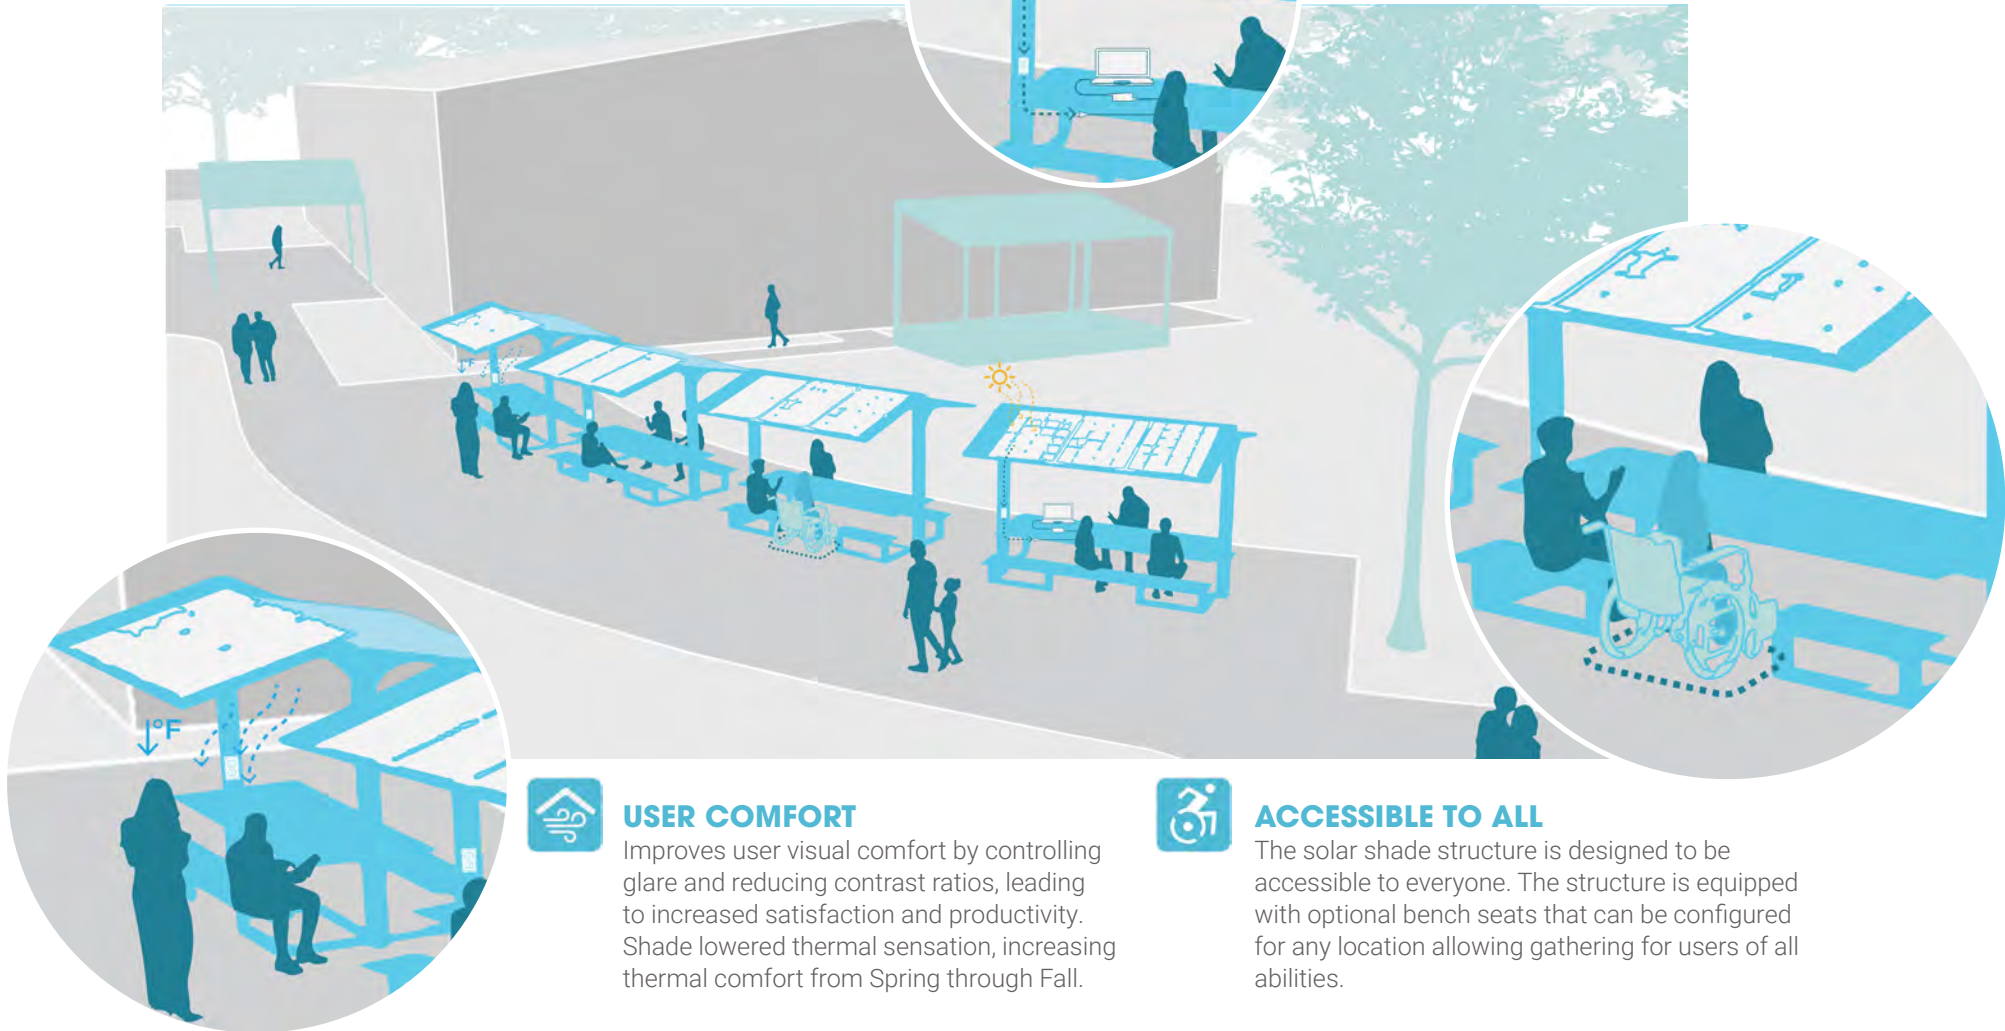 °F
°F
USER COMFORT
Improves user visual comfort by controlling
glare and reducing contrast ratios, leading
to increased satisfaction and productivity.
Shade lowered thermal sensation, increasing
thermal comfort from Spring through Fall.
ACCESSIBLE TO ALL
The solar shade structure is designed to be
accessible to everyone. The structure is equipped
with optional bench seats that can be configured
for any location allowing gathering for users of all
abilities.